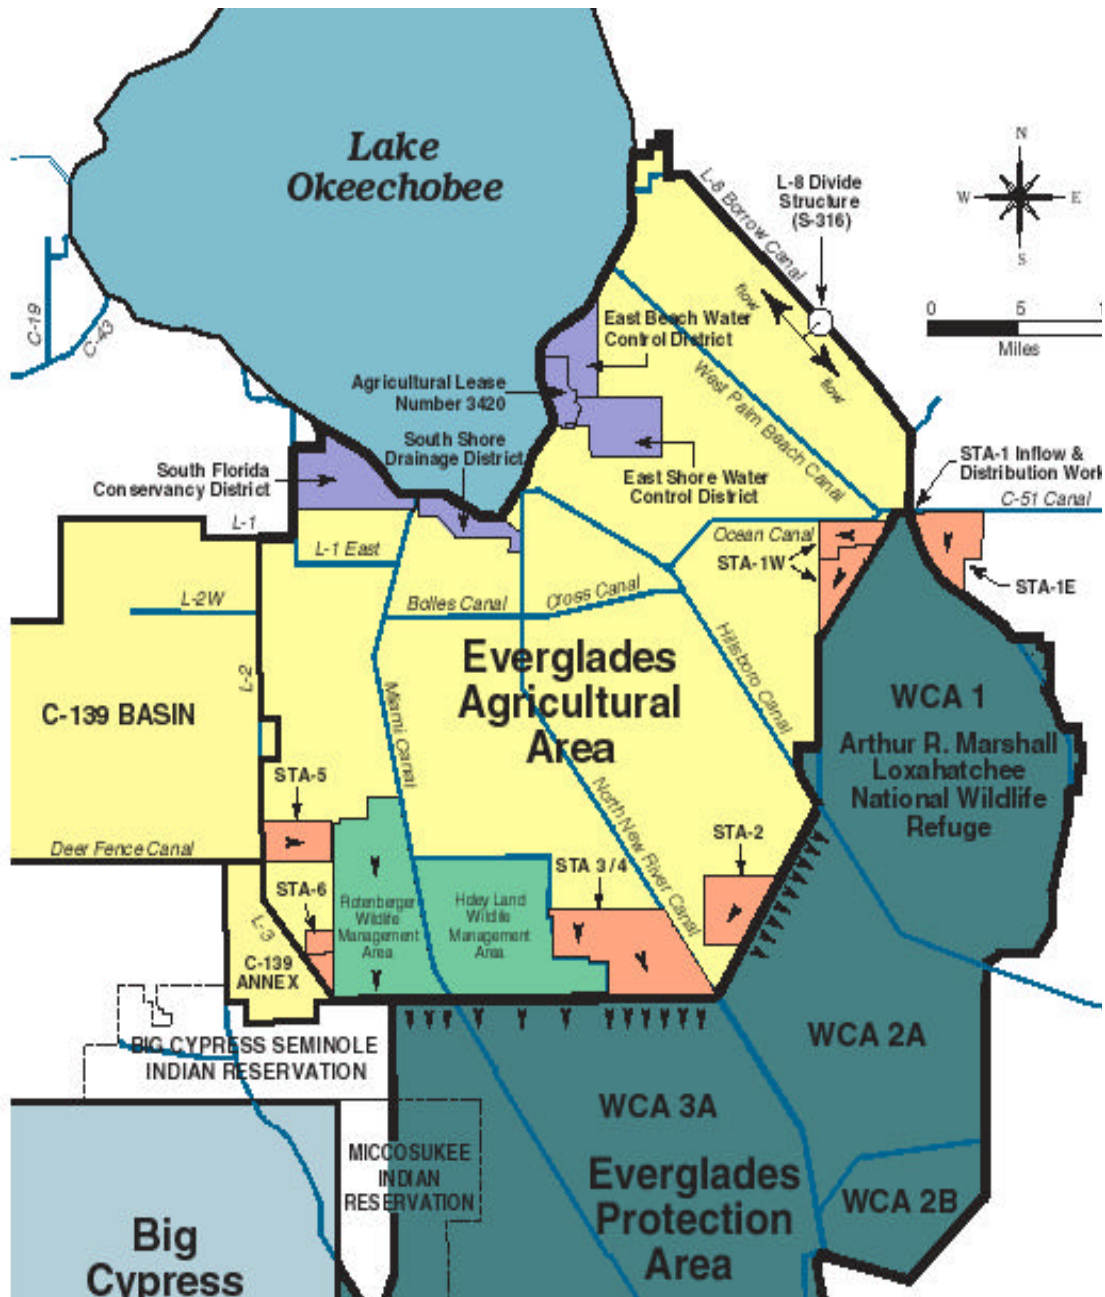 Lake
Okeechobee
N
W
E
S
L-8 Borrow Canal
L-8 Divide
Structure
(S-316)
0
5
1
Miles
flow
flow
C-19
C-43
East Beach Water
Control District
Agricultural Lease
Number 3420
West Palm Beach Canal
South Shore
Drainage District
South Florida
Conservancy District
East Shore Water
Control District
STA-1 Inflow &
Distribution Work
C-51 Canal
L-1
L-1 East
Ocean Canal
STA-1W
STA-1E
L-2W
Bolles Canal
Cross Canal
L-2
Hillsboro Canal
Everglades
Agricultural
Area
C-139 BASIN
Miami Canal
WCA 1
Arthur R. Marshall
Loxahatchee
National Wildlife
Refuge
STA-5
North New River Canal
STA-2
Deer Fence Canal
STA 3/4
STA-6
Rotenberger
Wildlife
Management
Area
Holey Land
Wildlife
Management
Area
L-3
C-139
ANNEX
BIG CYPRESS SEMINOLE
INDIAN RESERVATION
WCA 2A
WCA 3A
MICCOSUKEE
INDIAN
RESERVATION
Everglades
Protection
Area
WCA 2B
Big
Cypress